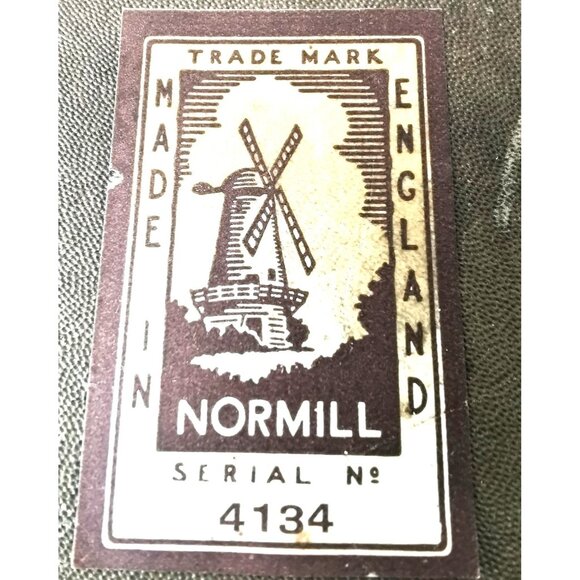 TRADE MARK
MADE IN
ENGLAND
NORMILL
SERIAL Nº
4134